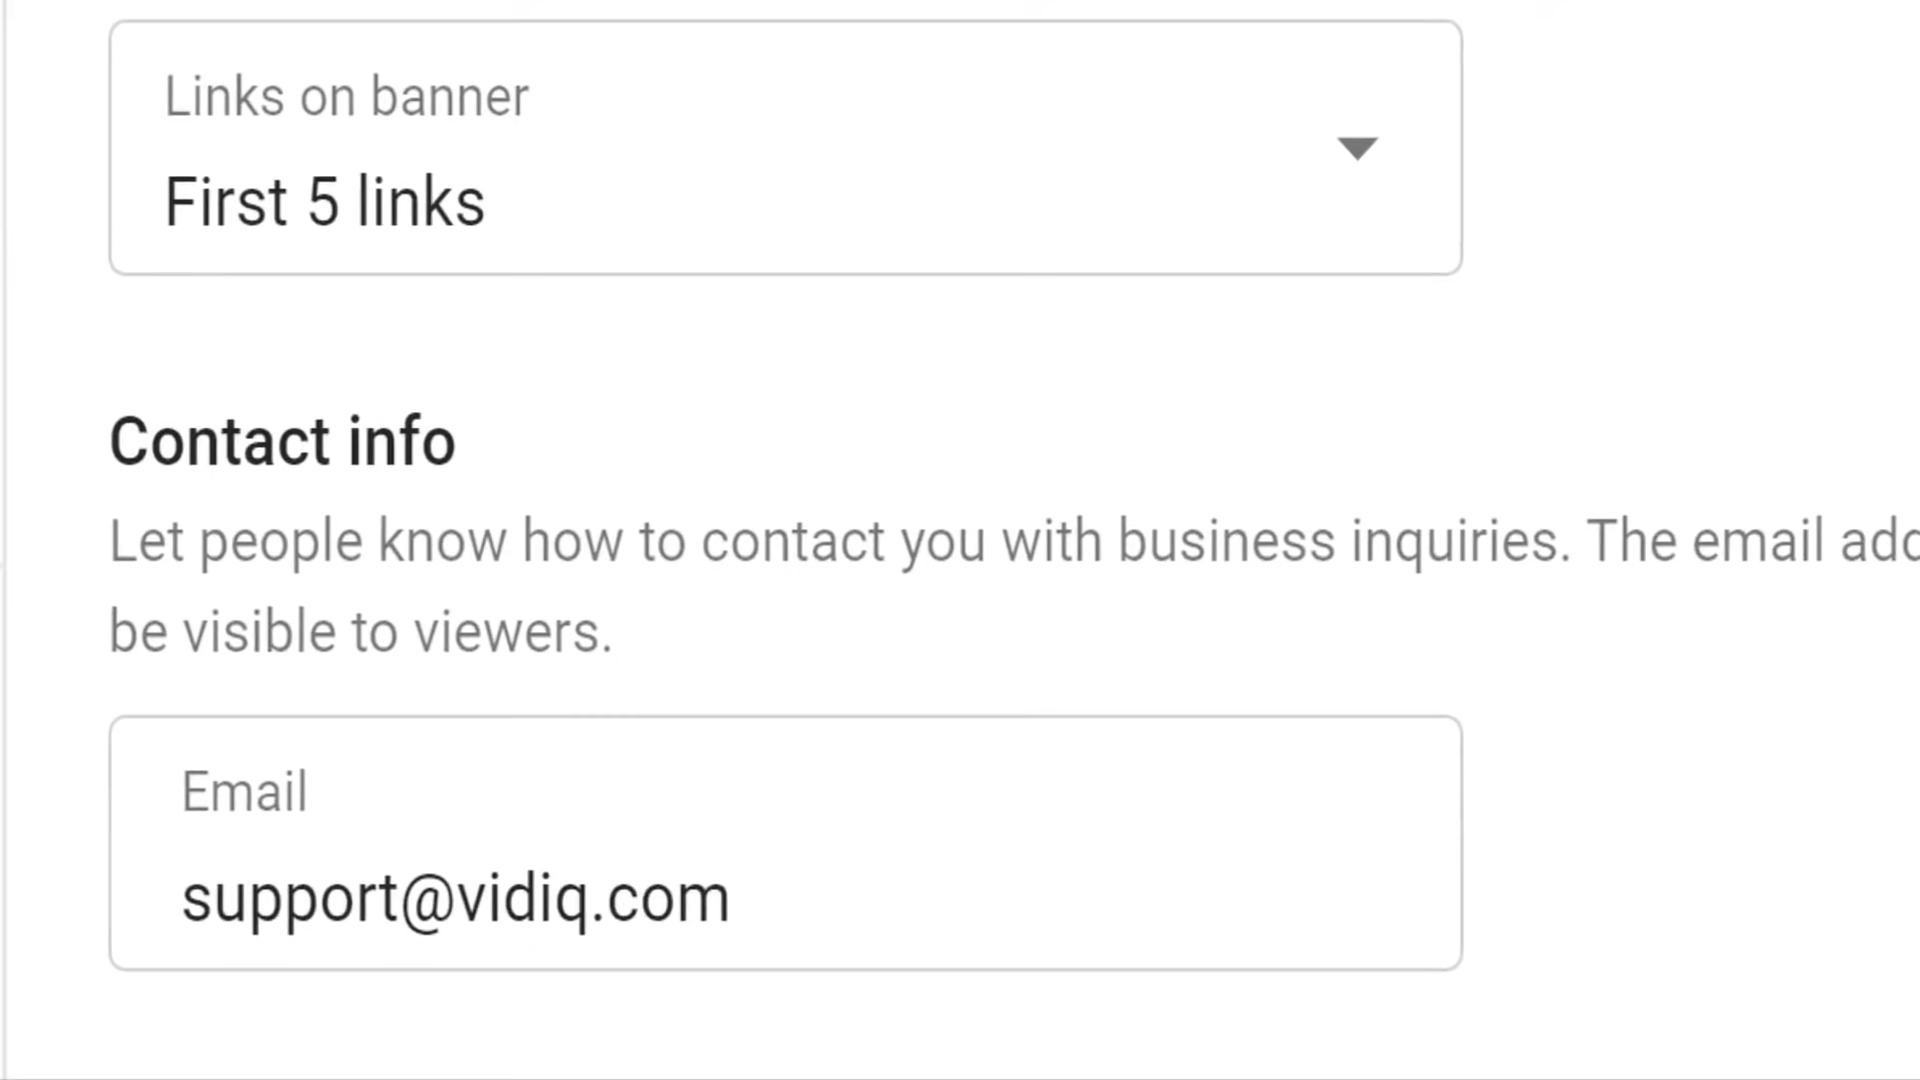 Links on banner
First 5 links
Contact info
Let people know how to contact you with business inquiries. The email
be visible to viewers.
Email
support@vidiq.com